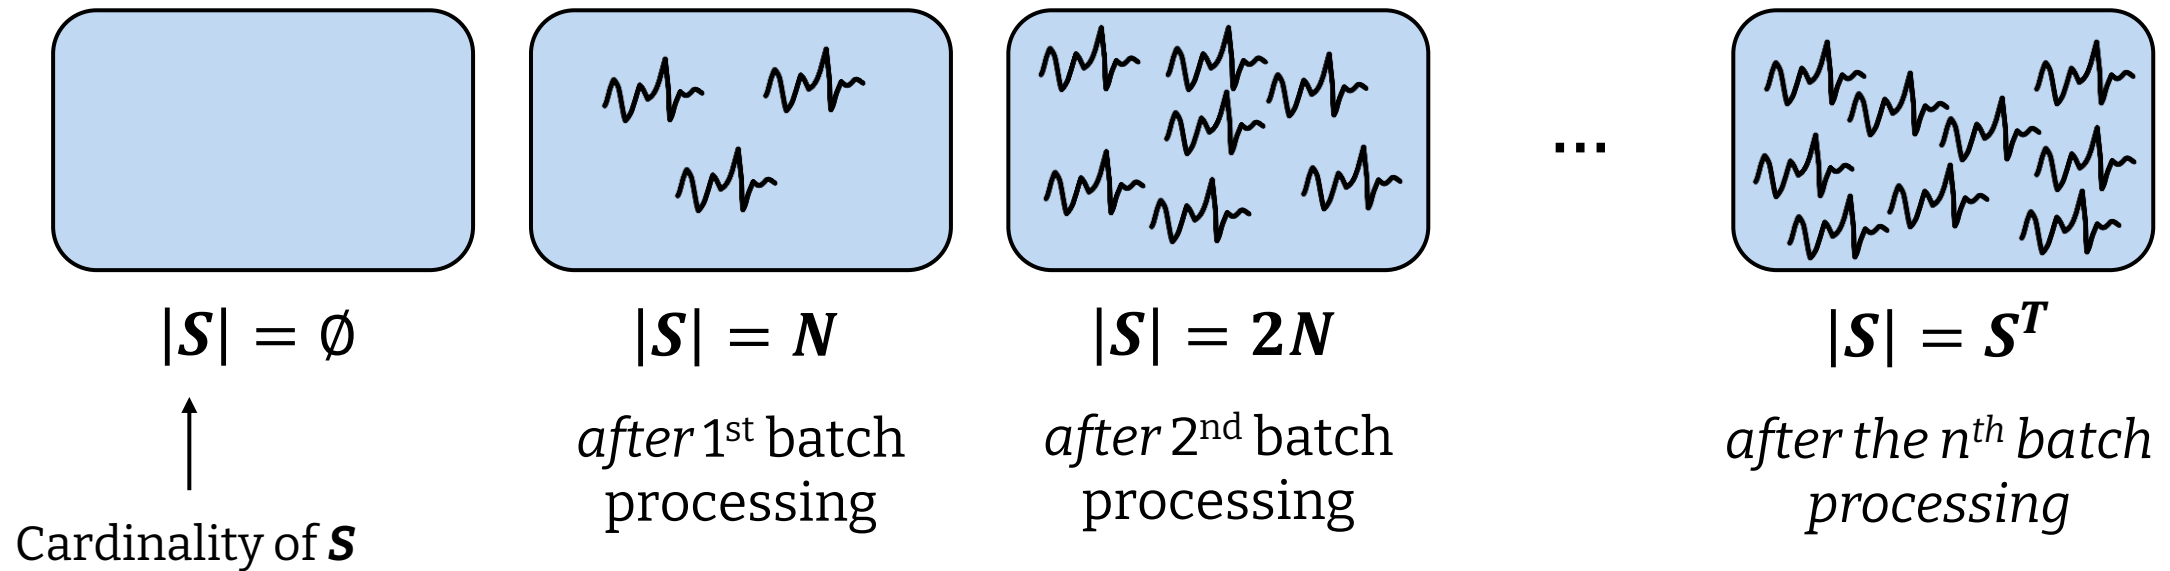 |S| = ∅
|S| = N
|S| = 2N
...
|S| = S^T
Cardinality of S
after 1st batch
processing
after 2nd batch
processing
after the nth batch
processing